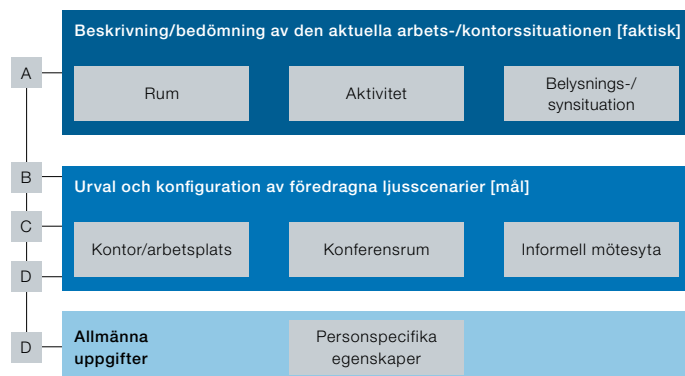 Beskrivning/bedömning av den aktuella arbets-/kontorssituationen [faktisk]
A
Rum
Aktivitet
Belysnings-/
synsituation
B
Urval och konfiguration av föredragna ljusscenarier [mål]
C
Kontor/arbetsplats
Konferensrum
Informell mötesyta
D
D
Allmänna
uppgifter
Personspecifika
egenskaper